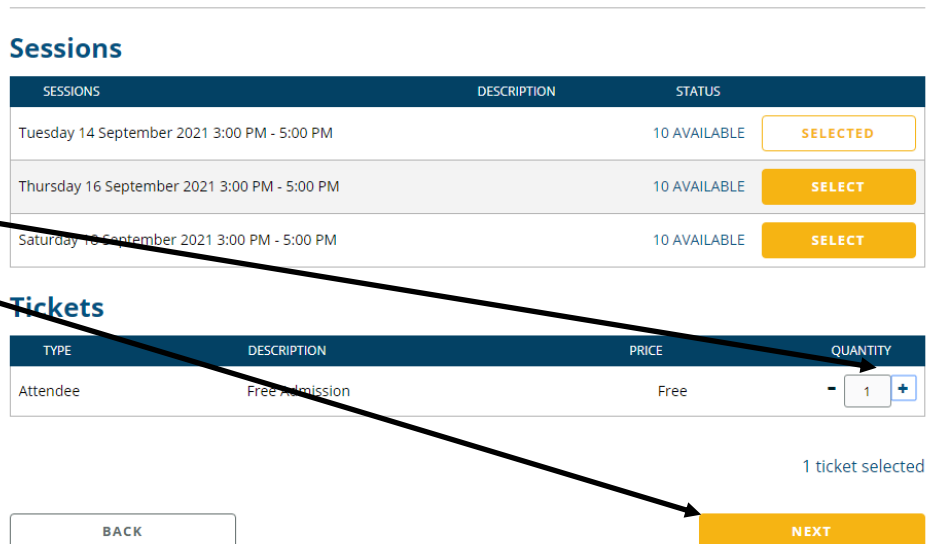 Sessions
SESSIONS DESCRIPTION STATUS
Tuesday 14 September 2021 3:00 PM - 5:00 PM 10 AVAILABLE SELECTED
Thursday 16 September 2021 3:00 PM - 5:00 PM 10 AVAILABLE SELECT
Saturday 18 September 2021 3:00 PM - 5:00 PM 10 AVAILABLE SELECT
Tickets
TYPE DESCRIPTION PRICE QUANTITY
Attendee Free Admission Free - 1 +
1 ticket selected
BACK NEXT